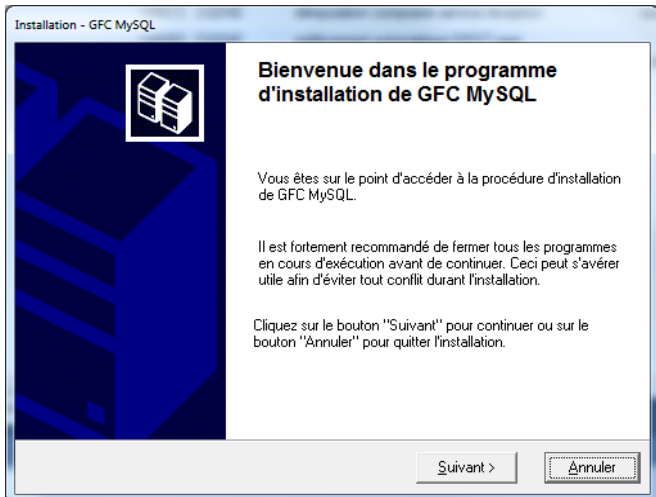 Installation - GFC MySQL
Bienvenue dans le programme
d'installation de GFC MySQL
Vous êtes sur le point d'accéder à la procédure d'installation
de GFC MySQL.
Il est fortement recommandé de fermer tous les programmes
en cours d'exécution avant de continuer. Ceci peut s'avérer
utile afin d'éviter tout conflit durant l'installation.
Cliquez sur le bouton "Suivant" pour continuer ou sur le
bouton "Annuler" pour quitter l'installation.
Suivant >
Annuler